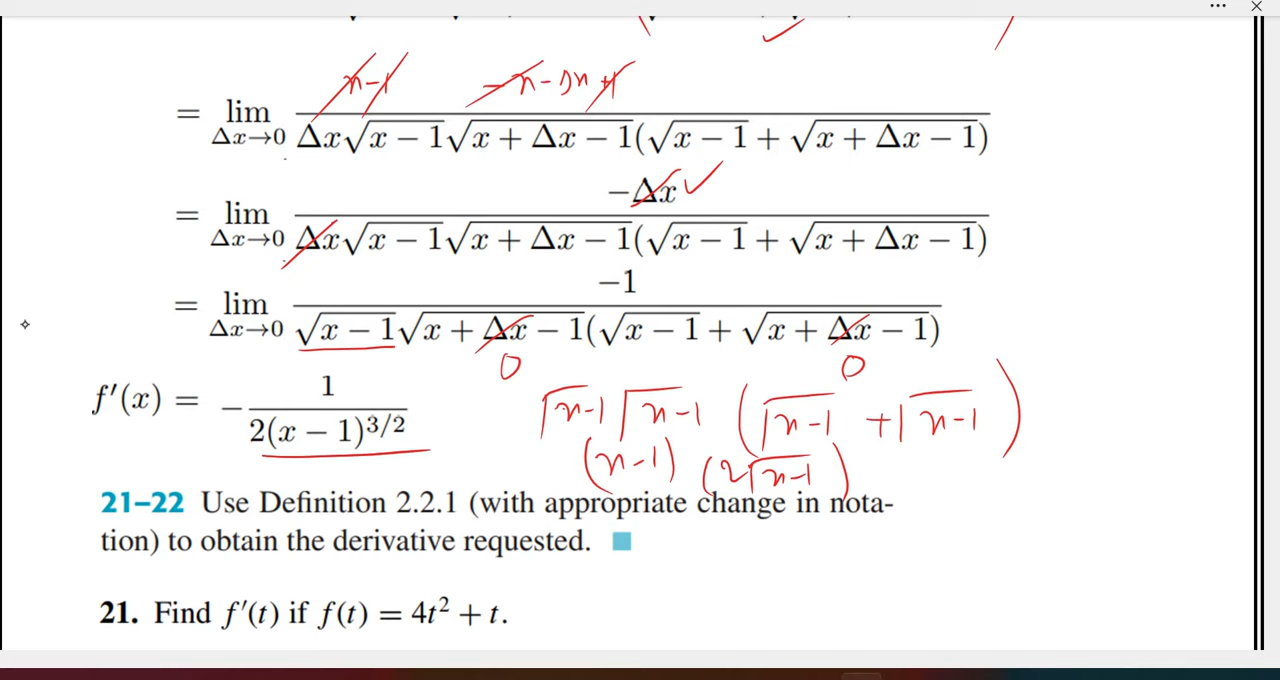 x-1 -x-Δx+1
= lim Δx→0 Δx√x − 1√x + Δx − 1(√x − 1 + √x + Δx − 1)
−Δx ✓
= lim Δx→0 Δx√x − 1√x + Δx − 1(√x − 1 + √x + Δx − 1)
−1
= lim Δx→0 √x − 1√x + Δx − 1(√x − 1 + √x + Δx − 1)
0 0
f′(x) = − 1 / 2(x − 1)^3/2
√x-1 √x-1 (√x-1 + √x-1)
(x-1) (2√x-1)
21–22 Use Definition 2.2.1 (with appropriate change in nota-
tion) to obtain the derivative requested.
21. Find f′(t) if f(t) = 4t² + t.